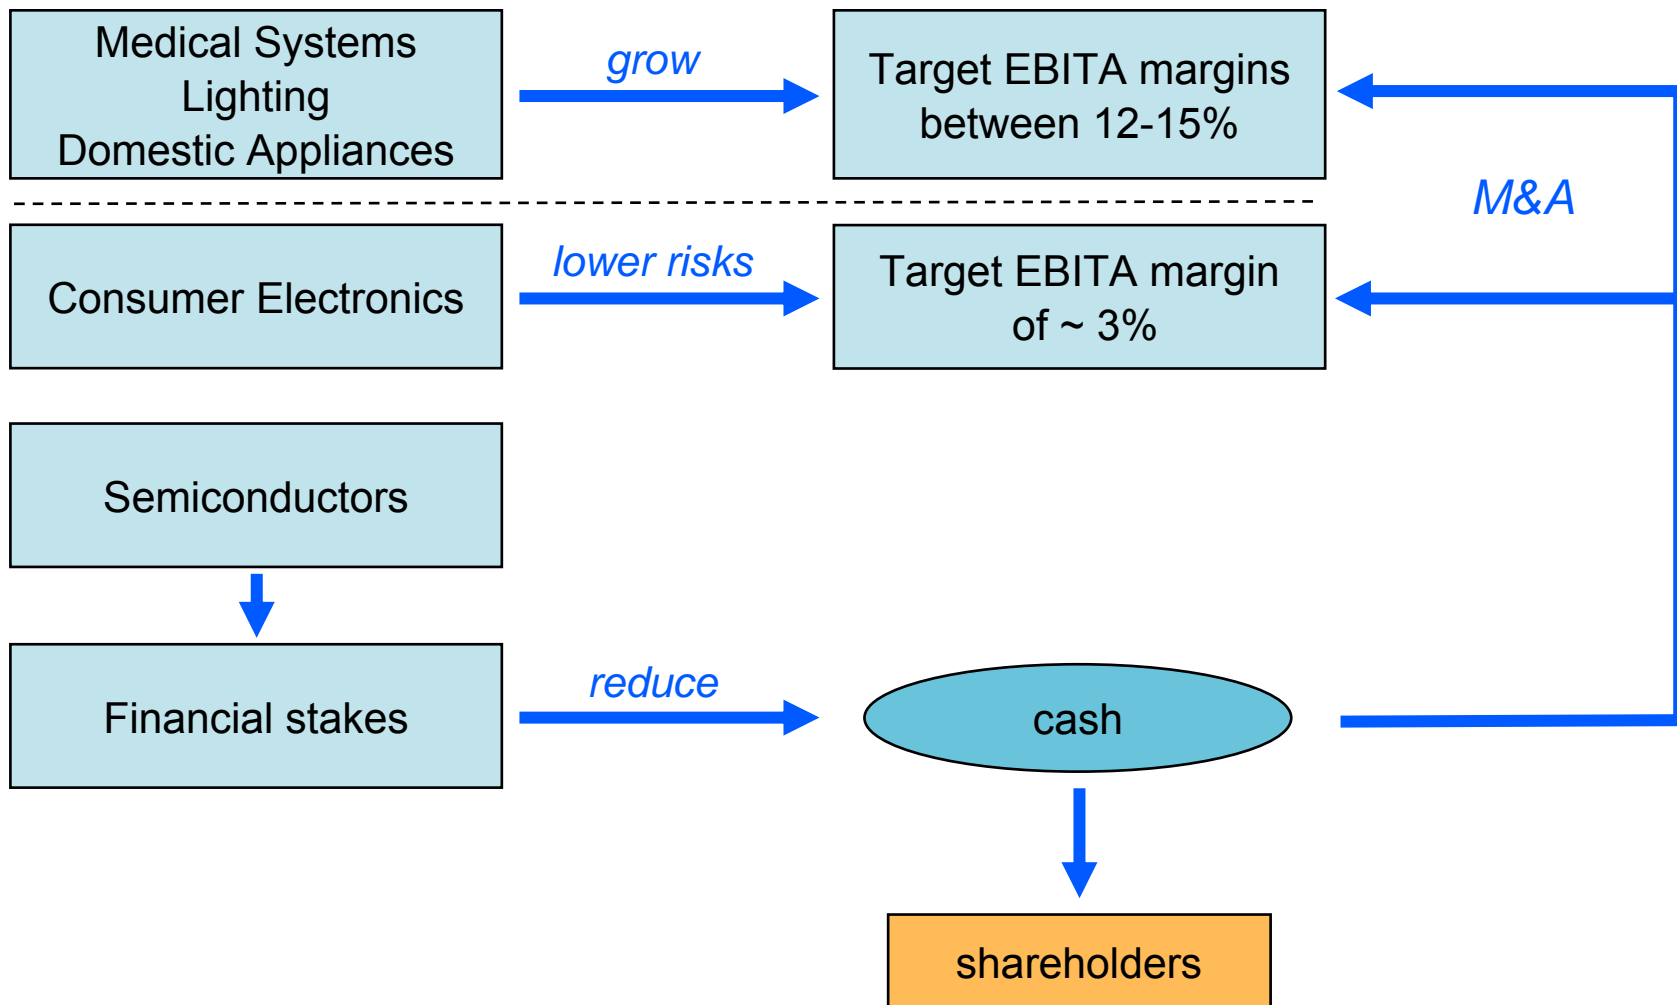 Medical Systems
Lighting
Domestic Appliances
grow
Target EBITA margins
between 12-15%
M&A
Consumer Electronics
lower risks
Target EBITA margin
of ~ 3%
Semiconductors
Financial stakes
reduce
cash
shareholders